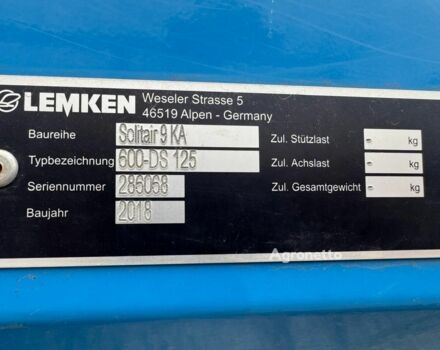 LEMKEN
Weseler Strasse 5
46519 Alpen - Germany
Baureihe Solitair 9 KA
Typbezeichnung 600-DS 125
Seriennummer 286068
Baujahr 2018
Zul. Stützlast - kg
Zul. Achslast - kg
Zul. Gesamtgewicht - kg
Agronetto